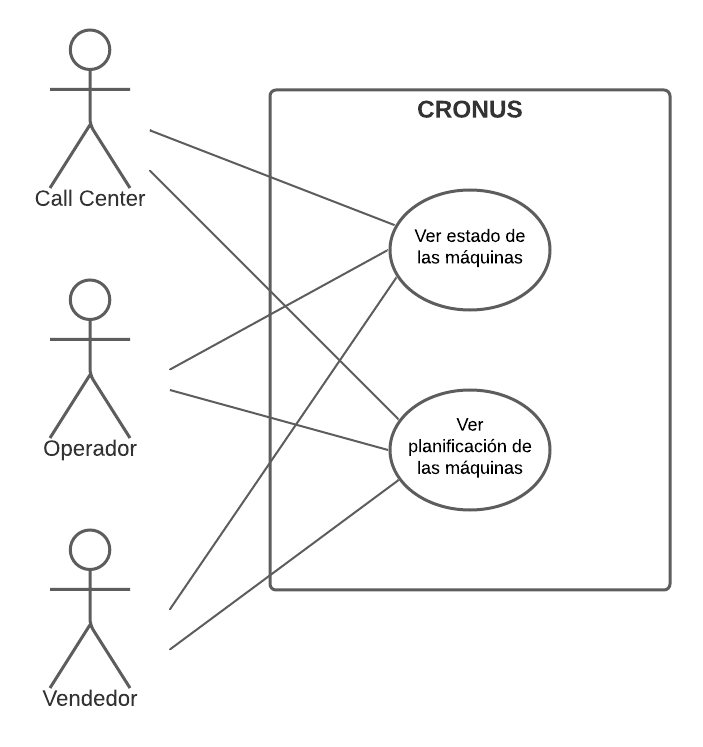 CRONUS
Call Center
Ver estado de
las máquinas
Operador
Ver
planificación de
las máquinas
Vendedor